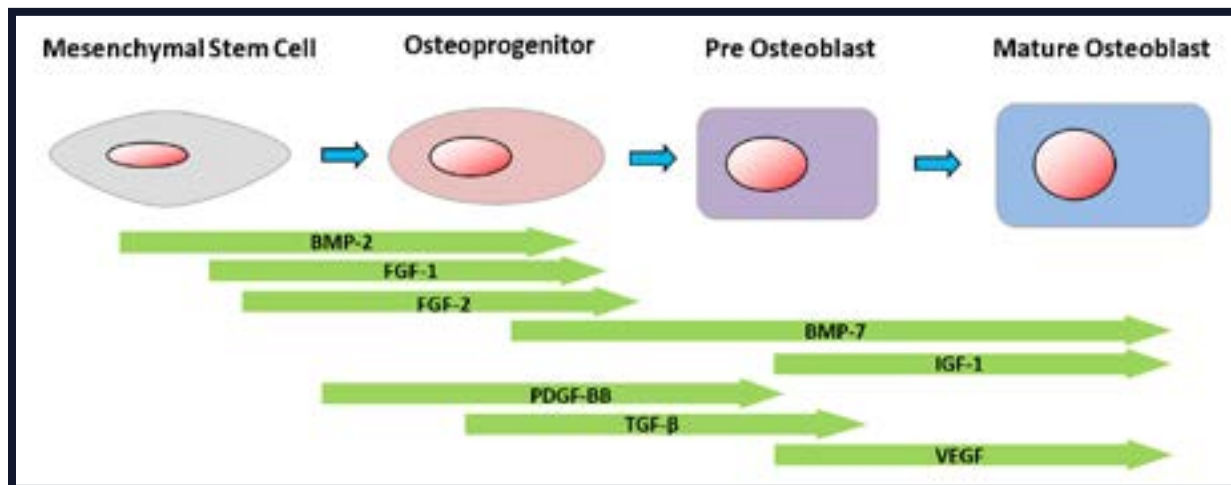 Mesenchymal Stem Cell
Osteoprogenitor
Pre Osteoblast
Mature Osteoblast
BMP-2
FGF-1
FGF-2
BMP-7
IGF-1
PDGF-BB
TGF-β
VEGF